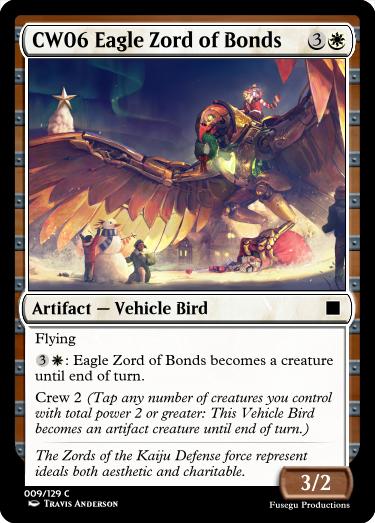 CW06 Eagle Zord of Bonds 3
Artifact — Vehicle Bird
Flying
3: Eagle Zord of Bonds becomes a creature
until end of turn.
Crew 2 (Tap any number of creatures you control
with total power 2 or greater: This Vehicle Bird
becomes an artifact creature until end of turn.)
The Zords of the Kaiju Defense force represent
ideals both aesthetic and charitable.
3/2
009/129 C
Travis Anderson
Fusegu Productions